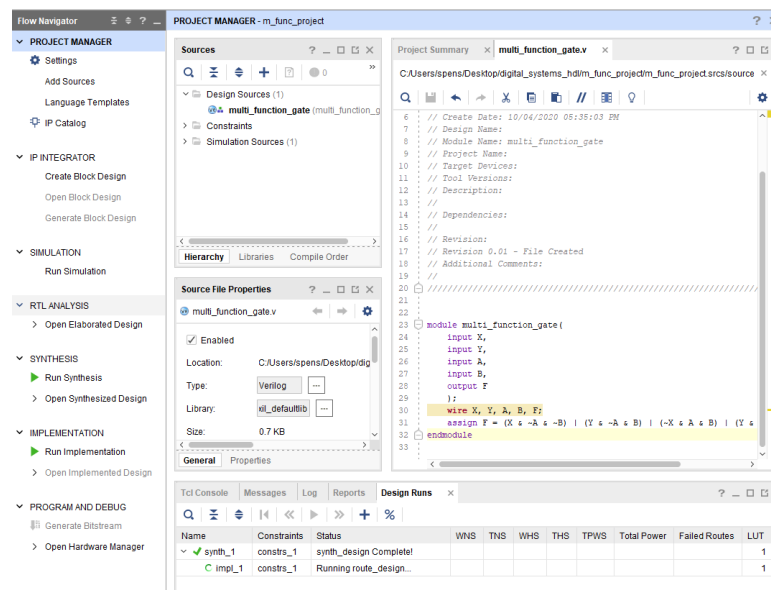 Flow Navigator
PROJECT MANAGER - m_func_project
PROJECT MANAGER
Settings
Add Sources
Language Templates
IP Catalog
IP INTEGRATOR
Create Block Design
Open Block Design
Generate Block Design
SIMULATION
Run Simulation
RTL ANALYSIS
Open Elaborated Design
SYNTHESIS
Run Synthesis
Open Synthesized Design
IMPLEMENTATION
Run Implementation
Open Implemented Design
PROGRAM AND DEBUG
Generate Bitstream
Open Hardware Manager
Sources
0
Design Sources (1)
multi_function_gate (multi_function_g
Constraints
Simulation Sources (1)
Hierarchy Libraries Compile Order
Source File Properties
multi_function_gate.v
Enabled
Location: C:/Users/spens/Desktop/dig
Type: Verilog
Library: xil_defaultlib
Size: 0.7 KB
General Properties
Project Summary multi_function_gate.v
C:/Users/spens/Desktop/digital_systems_hdl/m_func_project/m_func_project.srcs/source
6 // Create Date: 10/04/2020 05:35:03 PM
7 // Design Name:
8 // Module Name: multi_function_gate
9 // Project Name:
10 // Target Devices:
11 // Tool Versions:
12 // Description:
13 //
14 // Dependencies:
15 //
16 // Revision:
17 // Revision 0.01 - File Created
18 // Additional Comments:
19 //
20 //////////////////////////////////////////////////////////
21
22
23 module multi_function_gate(
24 input X,
25 input Y,
26 input A,
27 input B,
28 output F
29 );
30 wire X, Y, A, B, F;
31 assign F = (X & ~A & ~B) | (Y & ~A & B) | (~X & A & B) | (Y &
32 endmodule
33
Tcl Console Messages Log Reports Design Runs
Name Constraints Status WNS TNS WHS THS TPWS Total Power Failed Routes LUT
synth_1 constrs_1 synth_design Complete! 1
impl_1 constrs_1 Running route_design... 1